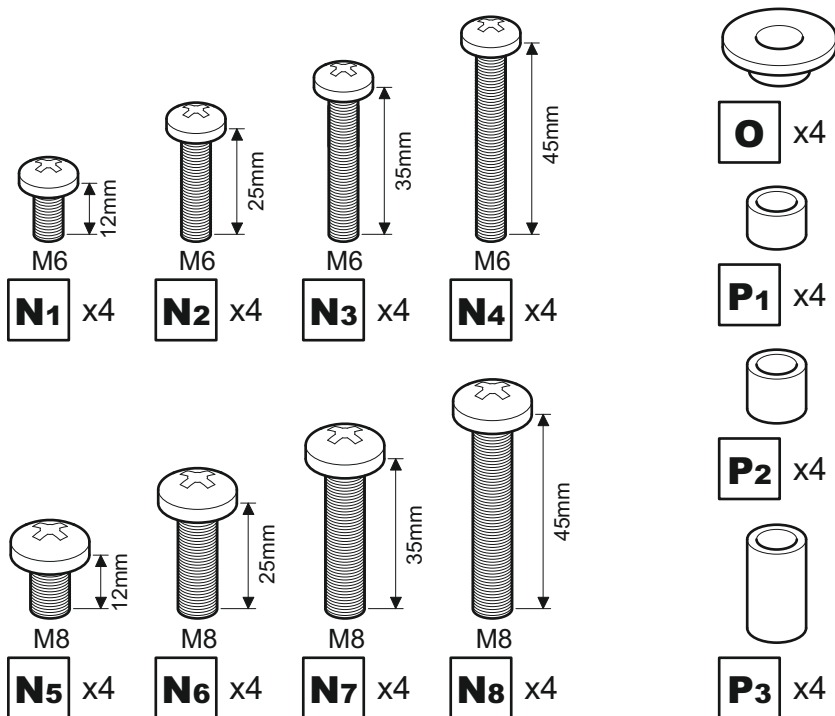 12mm
25mm
35mm
45mm
M6
M6
M6
M6
N1 x4
N2 x4
N3 x4
N4 x4
12mm
25mm
35mm
45mm
M8
M8
M8
M8
N5 x4
N6 x4
N7 x4
N8 x4
O x4
P1 x4
P2 x4
P3 x4